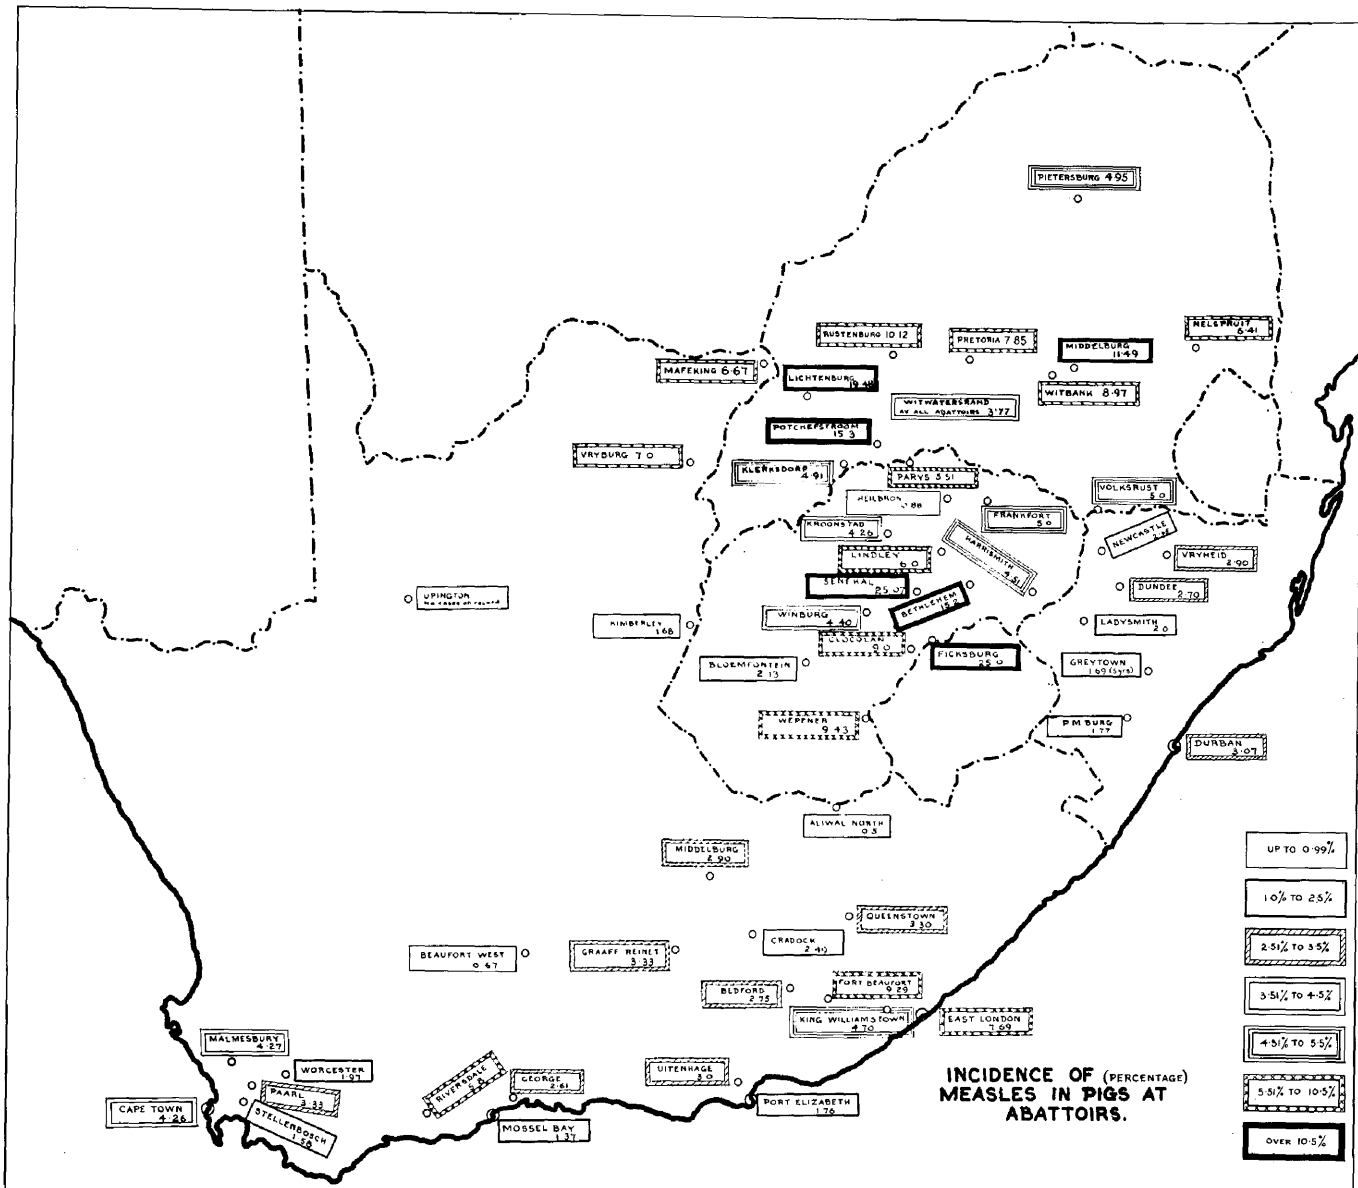 PIETERSBURG 4·95
NELSPRUIT
6·41
RUSTENBURG 10·12
PRETORIA 7·85
MIDDELBURG
11·49
MAFEKING 6·67
LICHTENBURG
19·48
WITBANK 8·97
WITWATERSRAND
AV ALL ABATTOIRS 3·77
POTCHEFSTROOM
15·3
VRYBURG 7·0
KLERKSDORP
4·91
PARYS 5·51
HEILBRON
0·88
VOLKSRUST
5·0
FRANKFORT
5·0
KROONSTAD
4·26
HARRISMITH
4·51
NEWCASTLE
VRYHEID
2·90
LINDLEY
6·0
SENEKAL
25·07
BETHLEHEM
15·2
DUNDEE
2·79
UPINGTON
No cases on record
WINBURG
4·40
KIMBERLEY
1·68
LADYSMITH
2·0
CLOCOLAN
9·0
FICKSBURG
25·0
BLOEMFONTEIN
2·13
GREYTOWN
1·69 (5yrs)
WEPENER
9·43
P.M.BURG
1·77
DURBAN
3·07
ALIWAL NORTH
0·5
MIDDELBURG
2·90
QUEENSTOWN
3·30
CRADOCK
2·49
BEAUFORT WEST
0·67
GRAAFF REINET
3·33
BEDFORD
2·75
FORT BEAUFORT
9·29
KING WILLIAMSTOWN
4·70
EAST LONDON
7·69
MALMESBURY
4·27
WORCESTER
1·97
PAARL
3·33
CAPE TOWN
4·26
STELLENBOSCH
1·58
RIVERSDALE
5·8
GEORGE
2·61
MOSSEL BAY
1·37
UITENHAGE
3·0
PORT ELIZABETH
1·76
INCIDENCE OF (PERCENTAGE)
MEASLES IN PIGS AT
ABATTOIRS.
UP TO 0·99%
1·0% TO 2·5%
2·51% TO 3·5%
3·51% TO 4·5%
4·51% TO 5·5%
5·51% TO 10·5%
OVER 10·5%